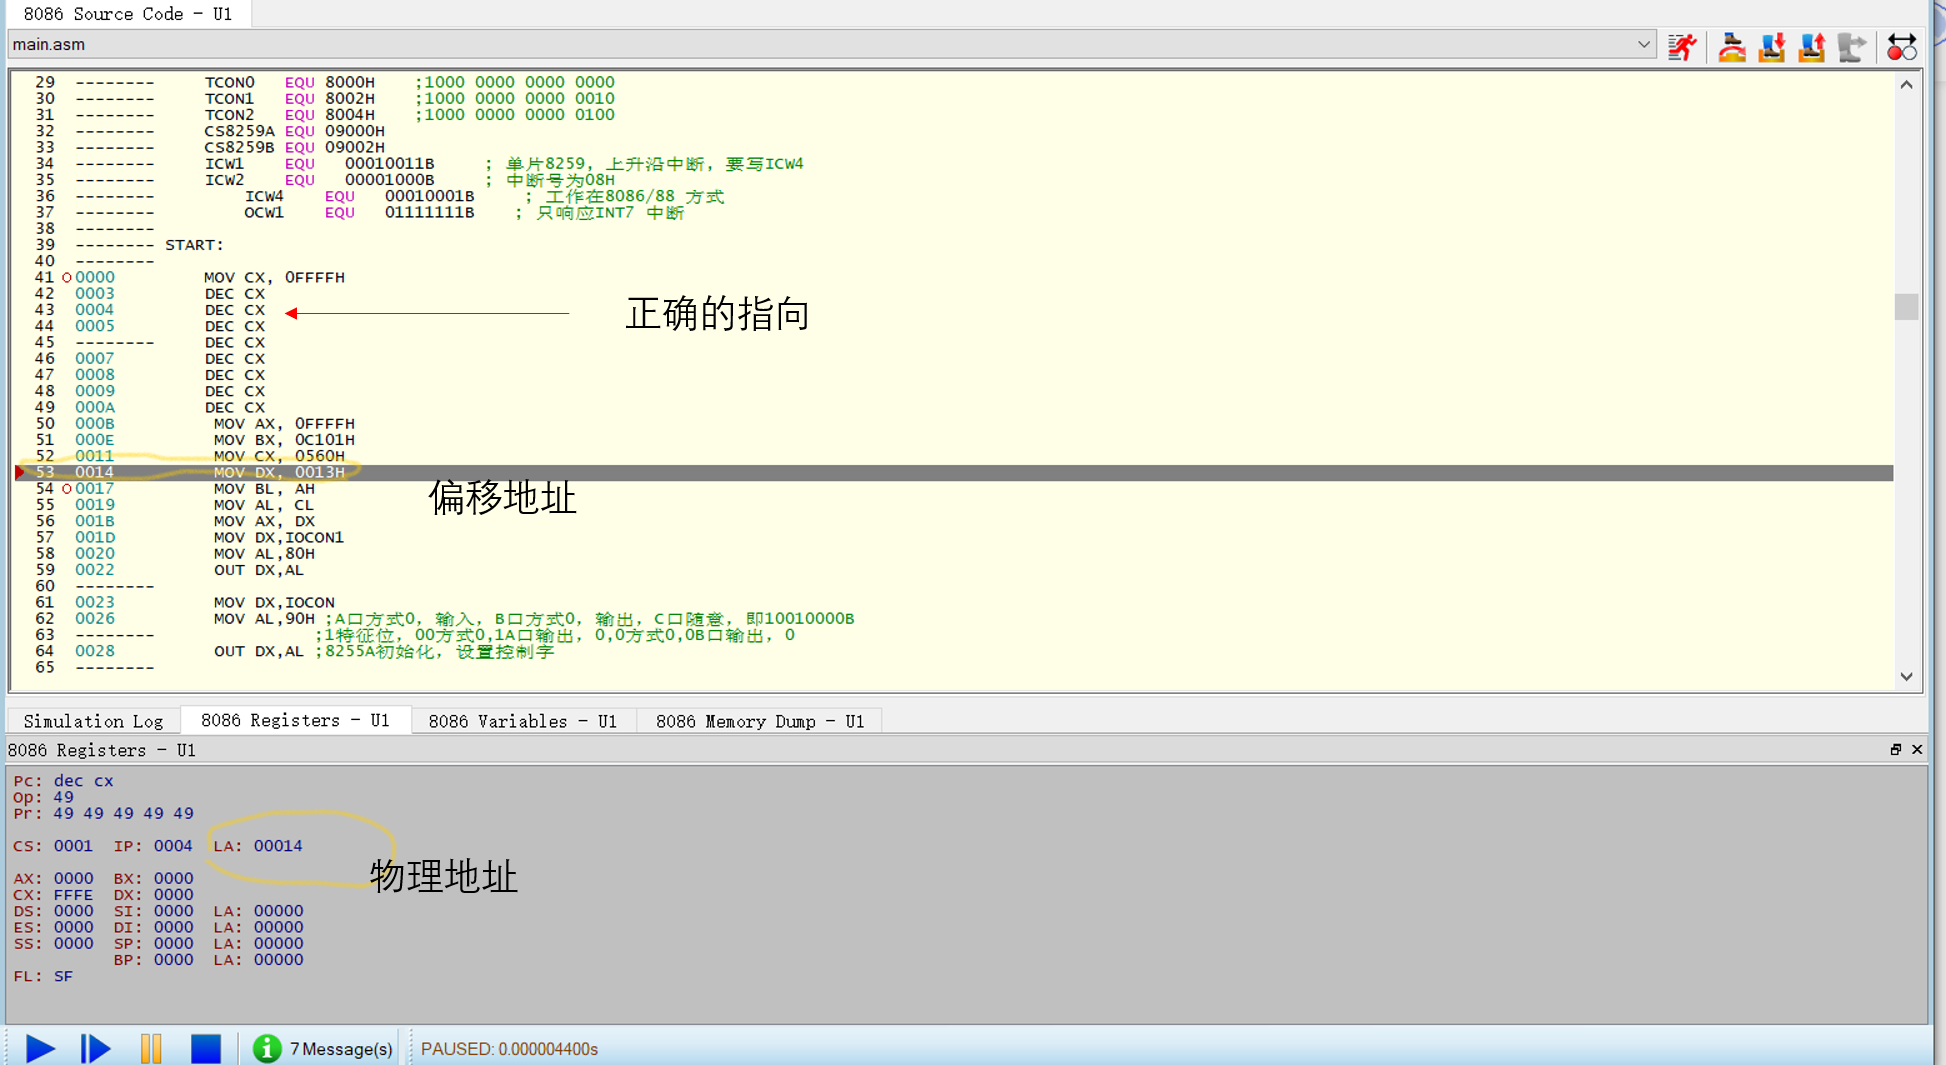 8086 Source Code - U1
main.asm
29 -------- TCON0 EQU 8000H ;1000 0000 0000 0000
30 -------- TCON1 EQU 8002H ;1000 0000 0000 0010
31 -------- TCON2 EQU 8004H ;1000 0000 0000 0100
32 -------- CS8259A EQU 09000H
33 -------- CS8259B EQU 09002H
34 -------- ICW1 EQU 00010011B ; 单片8259, 上升沿中断, 要写ICW4
35 -------- ICW2 EQU 00001000B ; 中断号为08H
36 -------- ICW4 EQU 00010001B ; 工作在8086/88 方式
37 -------- OCW1 EQU 01111111B ; 只响应INT7 中断
38 --------
39 -------- START:
40 --------
41 0000 MOV CX, 0FFFFH
42 0003 DEC CX
43 0004 DEC CX 正确的指向
44 0005 DEC CX
45 -------- DEC CX
46 0007 DEC CX
47 0008 DEC CX
48 0009 DEC CX
49 000A DEC CX
50 000B MOV AX, 0FFFFH
51 000E MOV BX, 0C101H
52 0011 MOV CX, 0560H
53 0014 MOV DX, 0013H
54 0017 MOV BL, AH 偏移地址
55 0019 MOV AL, CL
56 001B MOV AX, DX
57 001D MOV DX,IOCON1
58 0020 MOV AL,80H
59 0022 OUT DX,AL
60 --------
61 0023 MOV DX,IOCON
62 0026 MOV AL,90H ;A口方式0, 输入, B口方式0, 输出, C口随意, 即10010000B
63 -------- ;1特征位, 00方式0,1A口输出, 0,0方式0,0B口输出, 0
64 0028 OUT DX,AL ;8255A初始化, 设置控制字
65 --------
Simulation Log 8086 Registers - U1 8086 Variables - U1 8086 Memory Dump - U1
8086 Registers - U1
Pc: dec cx
Op: 49
Pr: 49 49 49 49 49
CS: 0001 IP: 0004 LA: 00014
物理地址
AX: 0000 BX: 0000
CX: FFFE DX: 0000
DS: 0000 SI: 0000 LA: 00000
ES: 0000 DI: 0000 LA: 00000
SS: 0000 SP: 0000 LA: 00000
BP: 0000 LA: 00000
FL: SF
7 Message(s) PAUSED: 0.000004400s